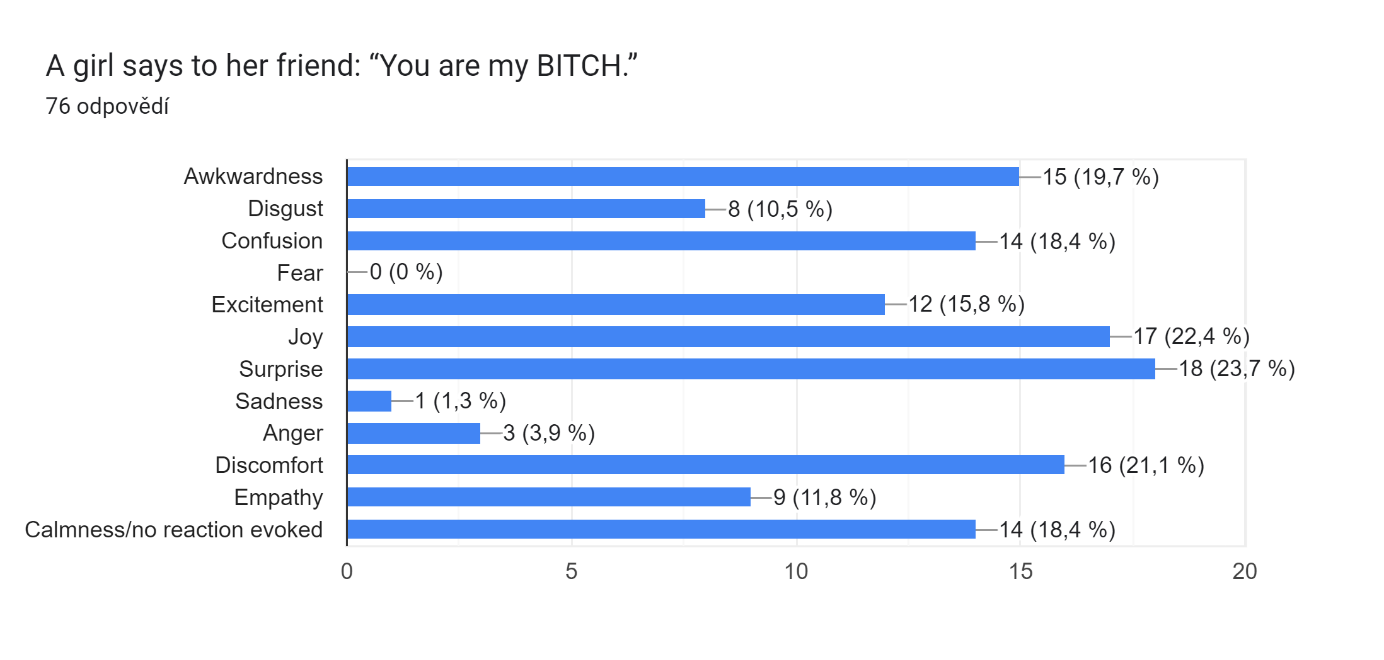 A girl says to her friend: “You are my BITCH.”
76 odpovědí
Awkwardness 15 (19,7 %)
Disgust 8 (10,5 %)
Confusion 14 (18,4 %)
Fear 0 (0 %)
Excitement 12 (15,8 %)
Joy 17 (22,4 %)
Surprise 18 (23,7 %)
Sadness 1 (1,3 %)
Anger 3 (3,9 %)
Discomfort 16 (21,1 %)
Empathy 9 (11,8 %)
Calmness/no reaction evoked 14 (18,4 %)
0 5 10 15 20